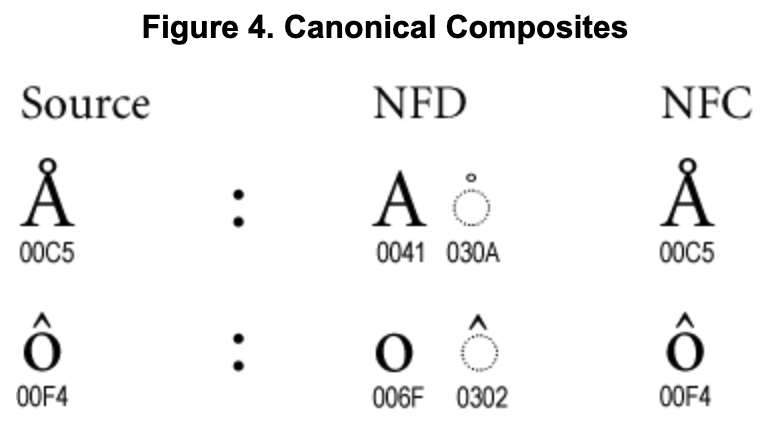 Figure 4. Canonical Composites
Source NFD NFC
Å : A ◌̊ Å
00C5 0041 030A 00C5
ô : o ◌̂ ô
00F4 006F 0302 00F4